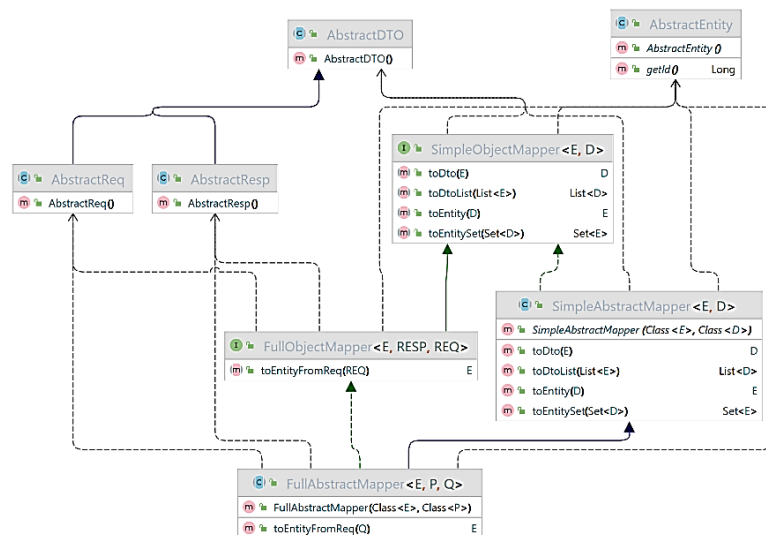 AbstractDTO
AbstractDTO()
AbstractEntity
AbstractEntity ()
getId() Long
SimpleObjectMapper<E, D>
toDto(E) D
toDtoList(List<E>) List<D>
toEntity(D) E
toEntitySet(Set<D>) Set<E>
AbstractReq
AbstractReq()
AbstractResp
AbstractResp()
SimpleAbstractMapper<E, D>
SimpleAbstractMapper (Class<E>, Class<D>)
toDto(E) D
toDtoList(List<E>) List<D>
toEntity(D) E
toEntitySet(Set<D>) Set<E>
FullObjectMapper<E, RESP, REQ>
toEntityFromReq(REQ) E
FullAbstractMapper<E, P, Q>
FullAbstractMapper(Class<E>, Class<P>)
toEntityFromReq(Q) E